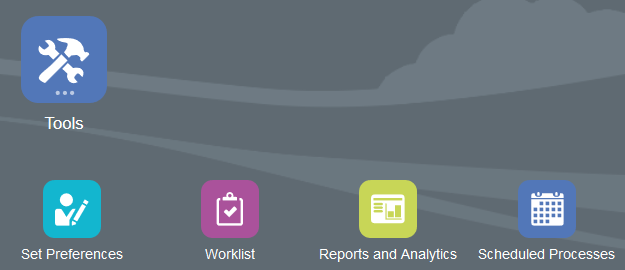 Tools
Set Preferences
Worklist
Reports and Analytics
Scheduled Processes